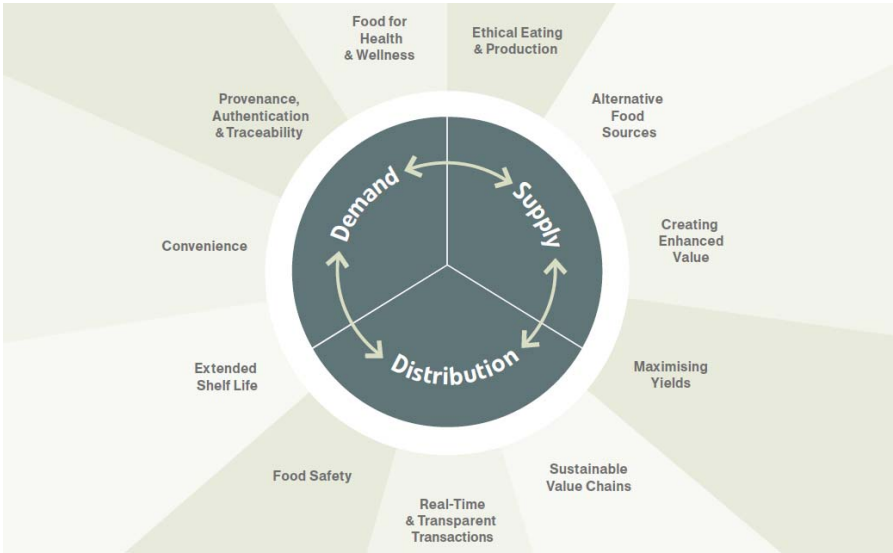 Food for
Health
& Wellness
Ethical Eating
& Production
Alternative
Food
Sources
Creating
Enhanced
Value
Maximising
Yields
Sustainable
Value Chains
Real-Time
& Transparent
Transactions
Food Safety
Extended
Shelf Life
Convenience
Provenance,
Authentication
& Traceability
Demand
Supply
Distribution